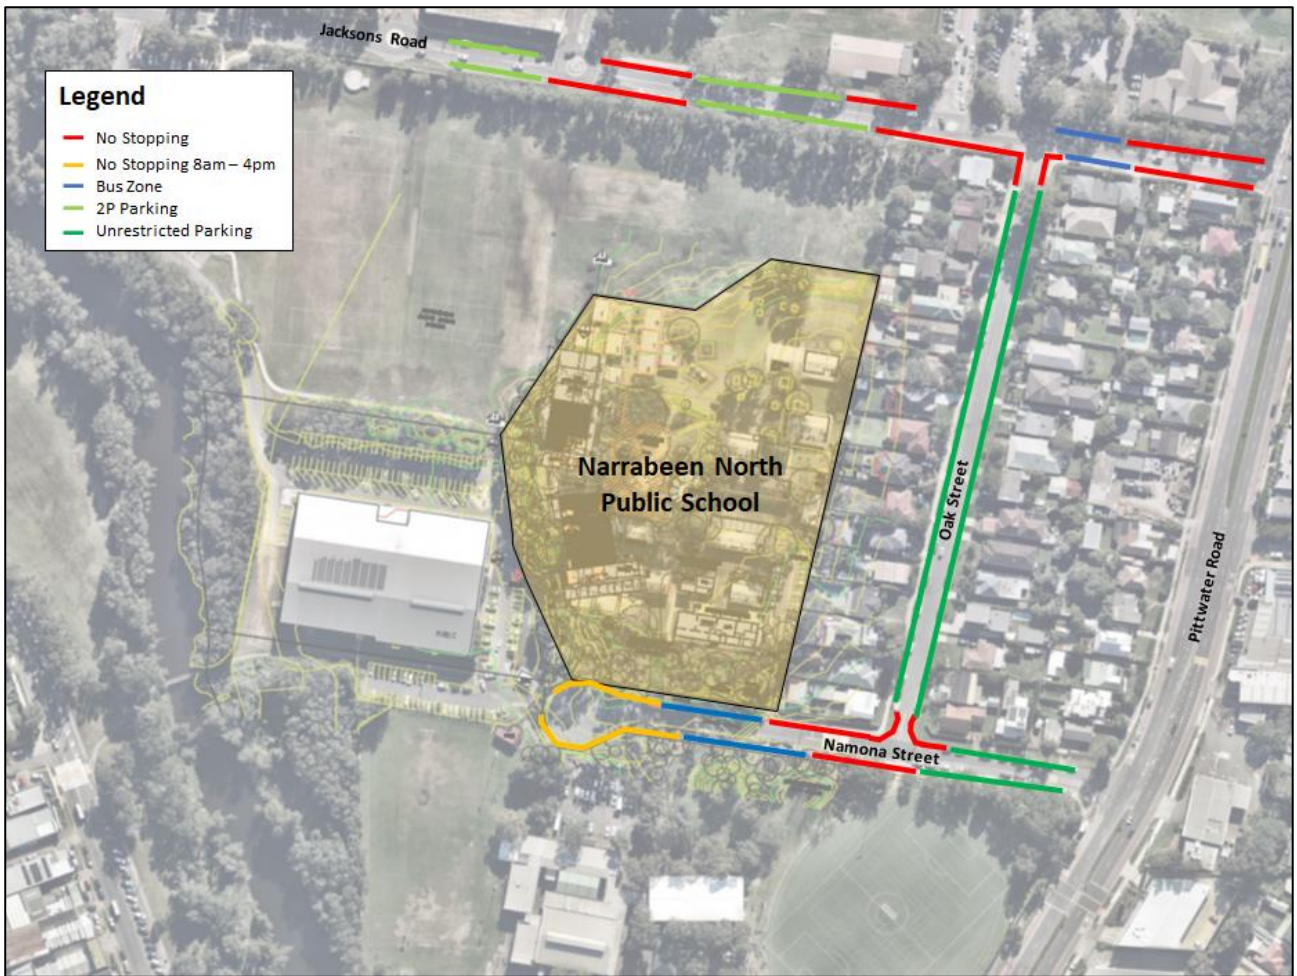 Jacksons Road
Legend
No Stopping
No Stopping 8am – 4pm
Bus Zone
2P Parking
Unrestricted Parking
Narrabeen North
Public School
Oak Street
Pittwater Road
Namona Street